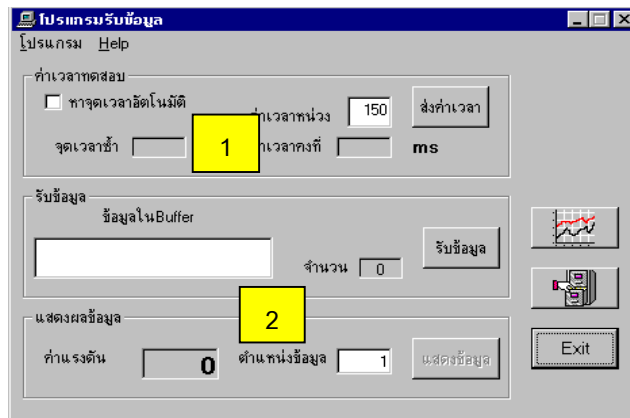 โปรแกรมรับข้อมูล
โปรแกรม Help
ค่าเวลาทดสอบ
หาจุดเวลาอัตโนมัติ
ค่าเวลาหน่วง 150 ส่งค่าเวลา
จุดเวลาซ้ำ 1 ค่าเวลาคงที่ ms
รับข้อมูล
ข้อมูลในBuffer
จำนวน 0 รับข้อมูล
แสดงผลข้อมูล 2
ค่าแรงดัน 0 ตำแหน่งข้อมูล 1 แสดงข้อมูล
Exit